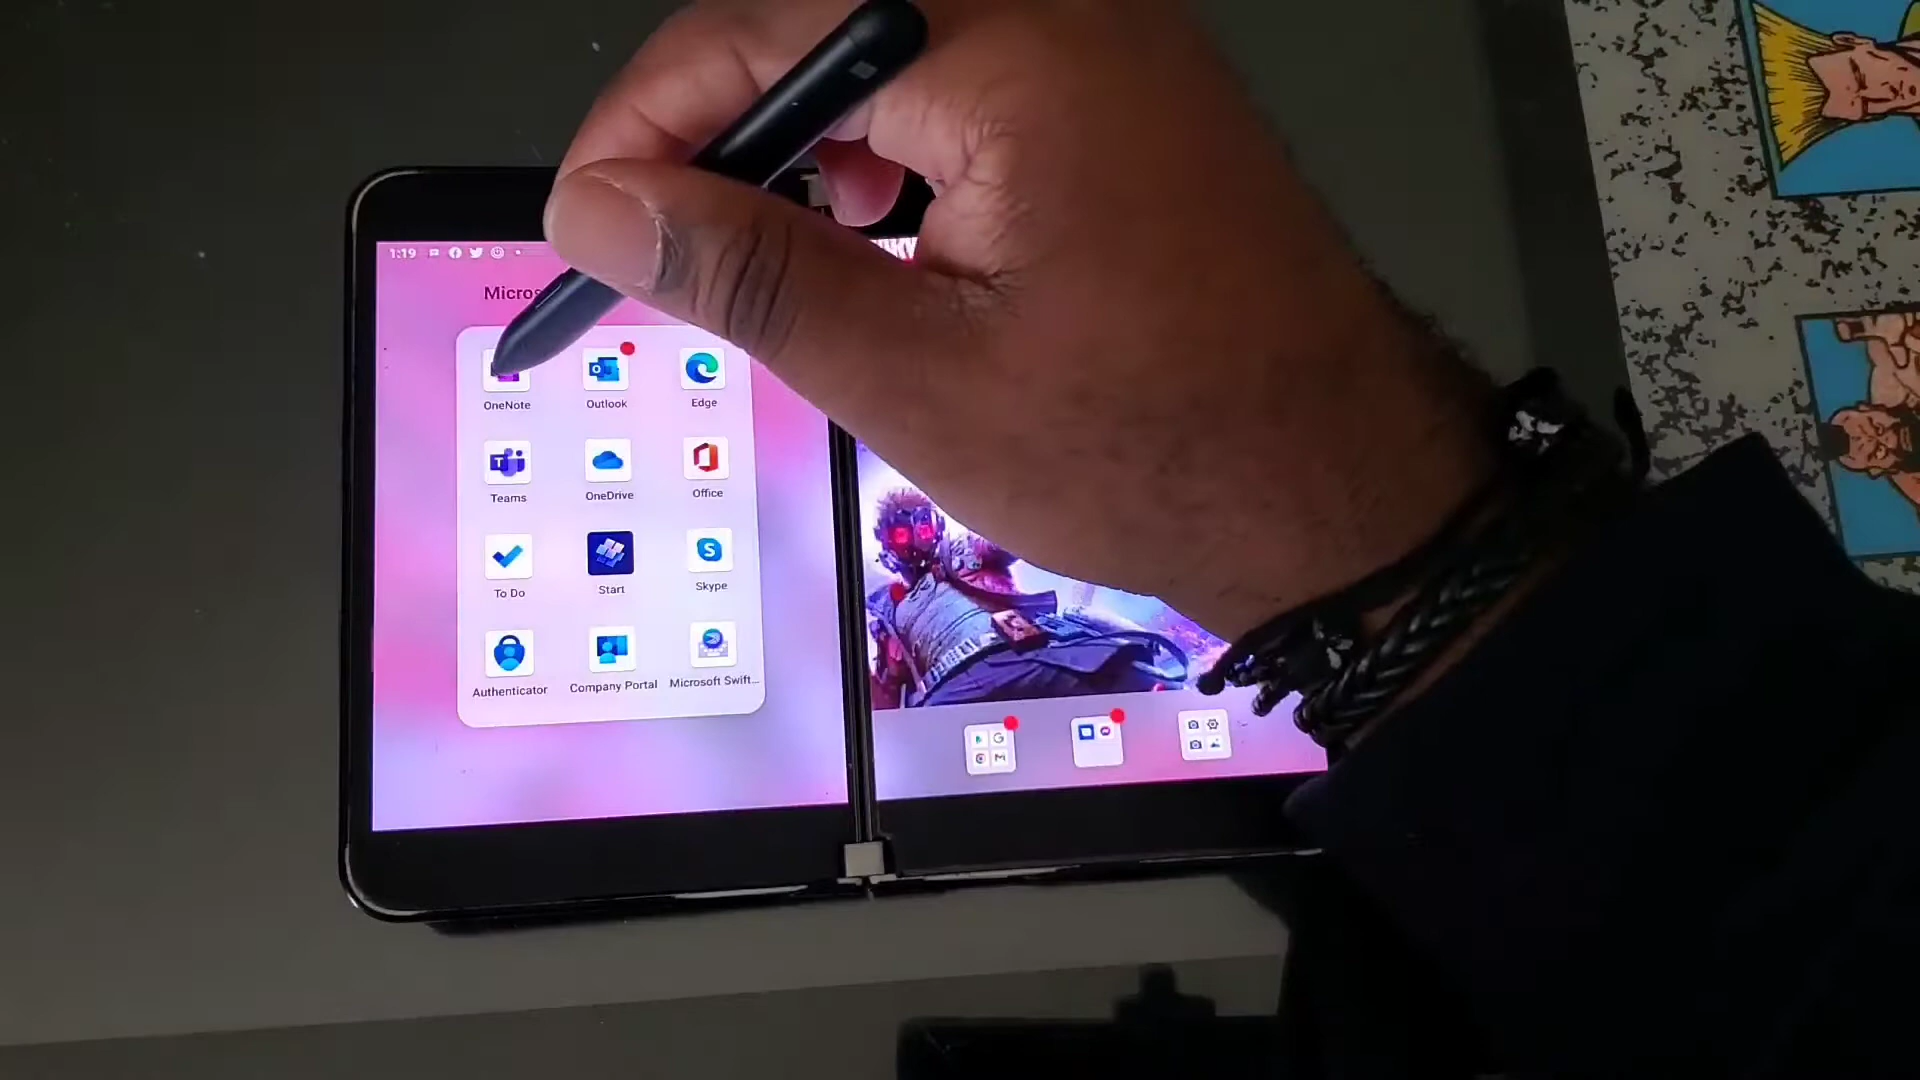 1:19
Micros
OneNote Outlook Edge
Teams OneDrive Office
To Do Start Skype
Authenticator Company Portal Microsoft Swift...